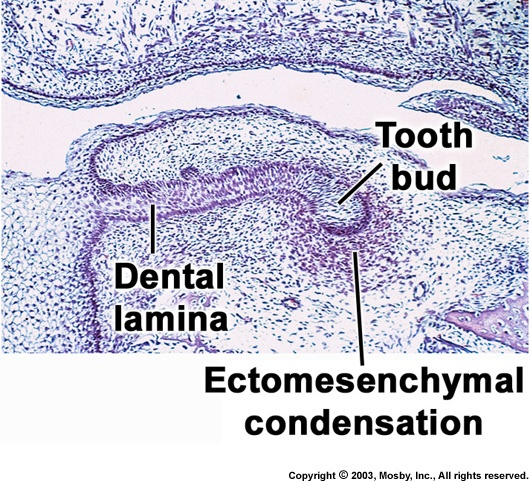 Tooth
bud
Dental
lamina
Ectomesenchymal
condensation
Copyright © 2003, Mosby, Inc., All rights reserved.